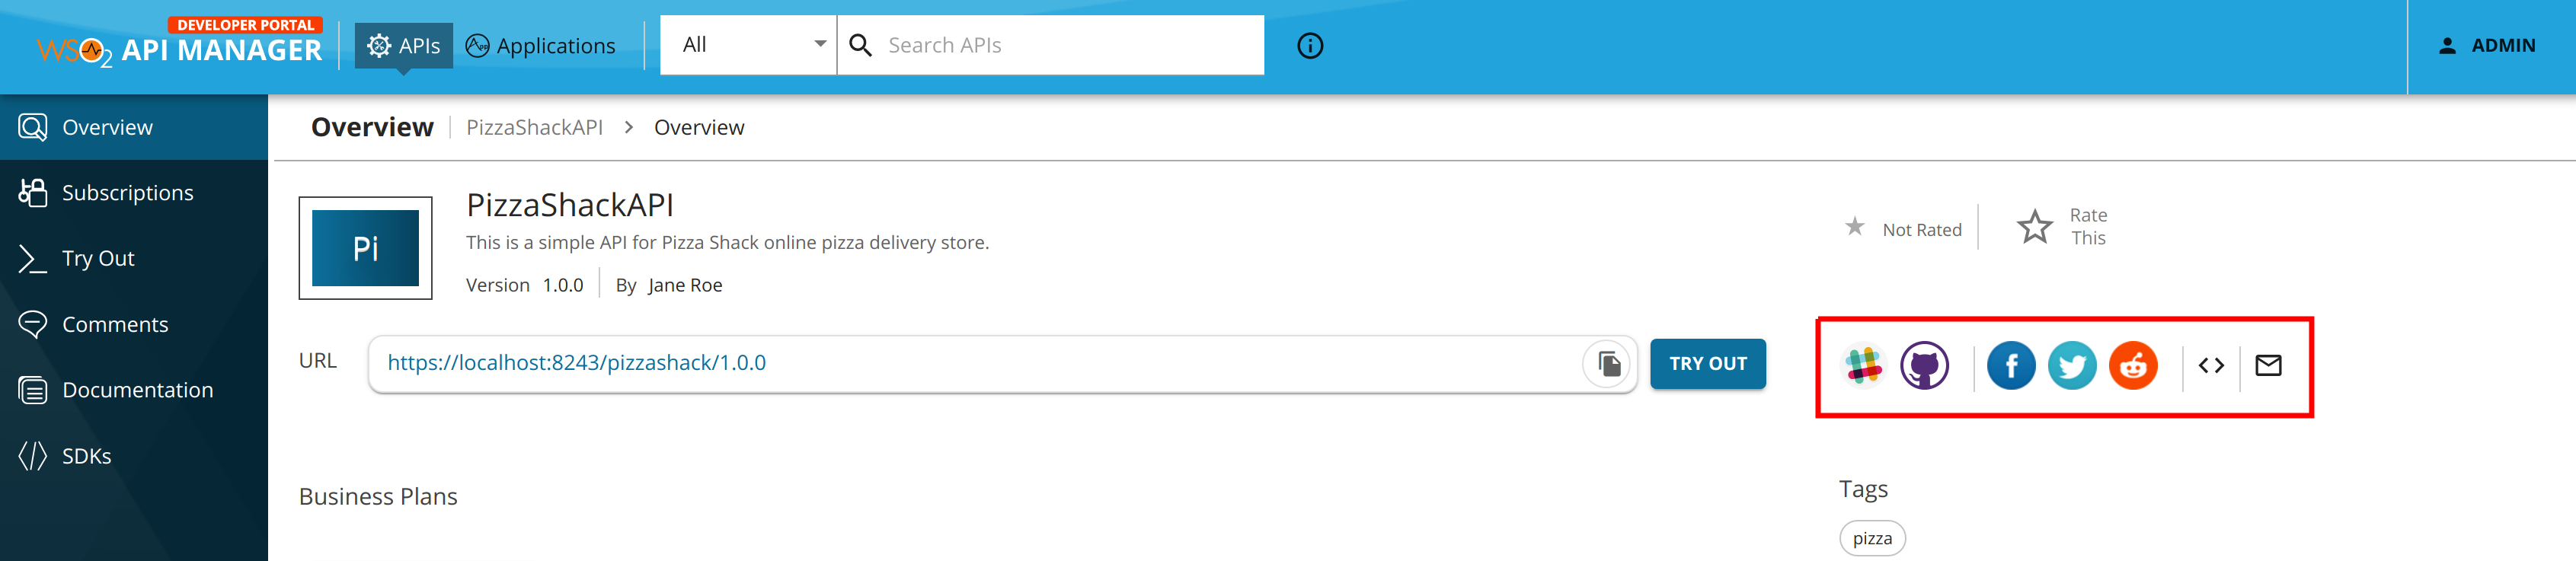 DEVELOPER PORTAL
WSO2 API MANAGER
APIs
APP Applications
All
Search APIs
ADMIN
Overview
Subscriptions
Try Out
Comments
Documentation
SDKs
Overview PizzaShackAPI > Overview
Pi
PizzaShackAPI
This is a simple API for Pizza Shack online pizza delivery store.
Version 1.0.0 By Jane Roe
Not Rated
Rate
This
URL https://localhost:8243/pizzashack/1.0.0
TRY OUT
Business Plans
Tags
pizza